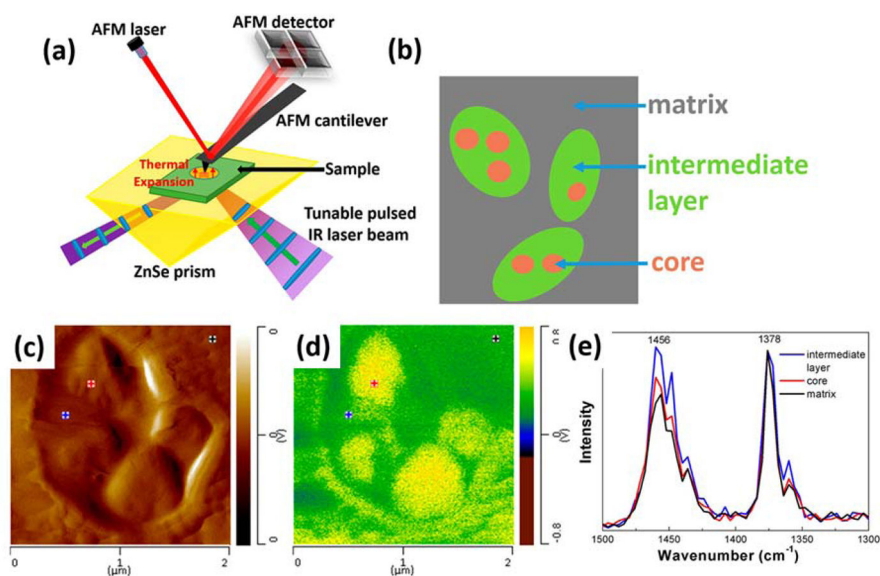 (a)
AFM laser
AFM detector
AFM cantilever
Thermal
Expansion
Sample
Tunable pulsed
IR laser beam
ZnSe prism
(b)
matrix
intermediate
layer
core
(c)
0
(V)
0
0
1
2
(µm)
(d)
0.8
0
(V)
-0.8
0
1
2
(µm)
(e)
1456
1378
intermediate
layer
core
matrix
Intensity
1500
1450
1400
1350
1300
Wavenumber (cm⁻¹)